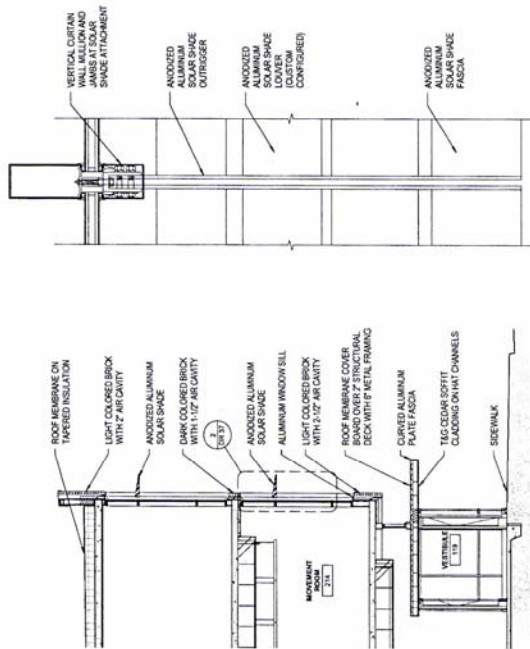 ROOF MEMBRANE ON
TAPERED INSULATION
LIGHT COLORED BRICK
WITH 2" AIR CAVITY
ANODIZED ALUMINUM
SOLAR SHADE
DARK COLORED BRICK
WITH 1-1/2" AIR CAVITY
2
DR 37
ANODIZED ALUMINUM
SOLAR SHADE
ALUMINUM WINDOW SILL
LIGHT COLORED BRICK
WITH 2-1/2" AIR CAVITY
MOVEMENT
ROOM
214
ROOF MEMBRANE COVER
BOARD OVER 2" STRUCTURAL
DECK WITH 6" METAL FRAMING
CURVED ALUMINUM
PLATE FASCIA
T&G CEDAR SOFFIT
CLADDING ON HAT CHANNELS
VESTIBULE
119
SIDEWALK
VERTICAL CURTAIN
WALL MULLION AND
JAMBS AT SOLAR
SHADE ATTACHMENT
ANODIZED
ALUMINUM
SOLAR SHADE
OUTRIGGER
ANODIZED
ALUMINUM
SOLAR SHADE
LOUVER
(CUSTOM
CONFIGURED)
ANODIZED
ALUMINUM
SOLAR SHADE
FASCIA